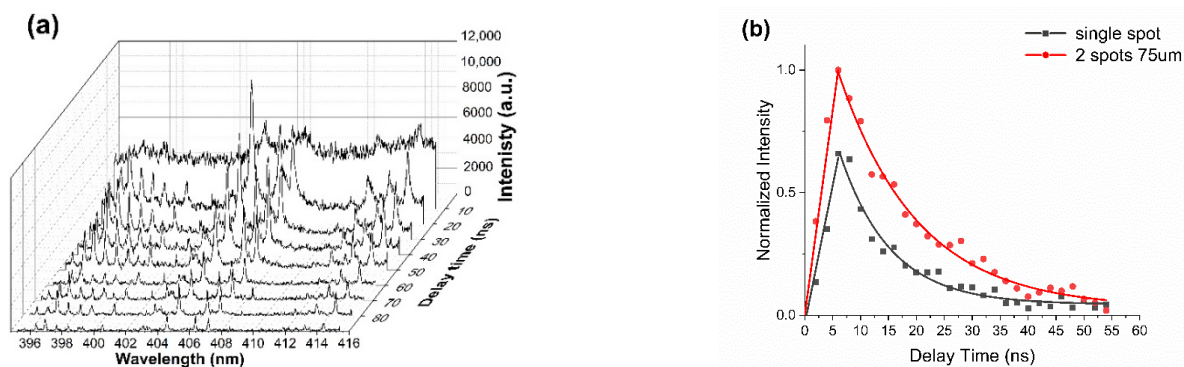 (a)
12,000
10,000
8000
6000
4000
2000
0
Intenisty (a.u.)
10
20
30
40
50
60
70
80
Delay time (ns)
396 398 400 402 404 406 408 410 412 414 416
Wavelength (nm)
(b)
single spot
2 spots 75um
1.0
0.5
0.0
Normalized Intensity
0 5 10 15 20 25 30 35 40 45 50 55 60
Delay Time (ns)